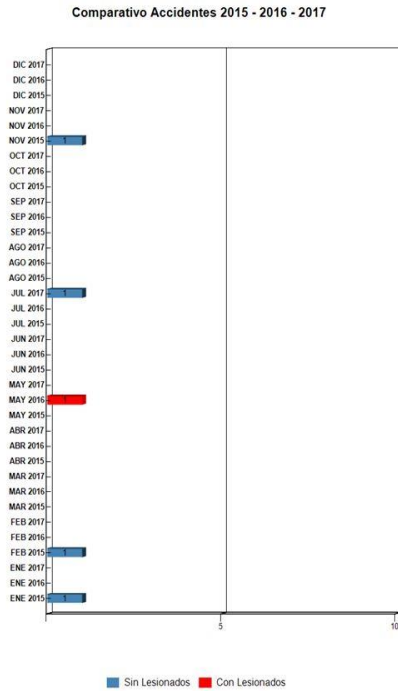 Comparativo Accidentes 2015 - 2016 - 2017
DIC 2017
DIC 2016
DIC 2015
NOV 2017
NOV 2016
NOV 2015 1
OCT 2017
OCT 2016
OCT 2015
SEP 2017
SEP 2016
SEP 2015
AGO 2017
AGO 2016
AGO 2015
JUL 2017 1
JUL 2016
JUL 2015
JUN 2017
JUN 2016
JUN 2015
MAY 2017
MAY 2016 1
MAY 2015
ABR 2017
ABR 2016
ABR 2015
MAR 2017
MAR 2016
MAR 2015
FEB 2017
FEB 2016
FEB 2015 1
ENE 2017
ENE 2016
ENE 2015 1
5 10
Sin Lesionados Con Lesionados